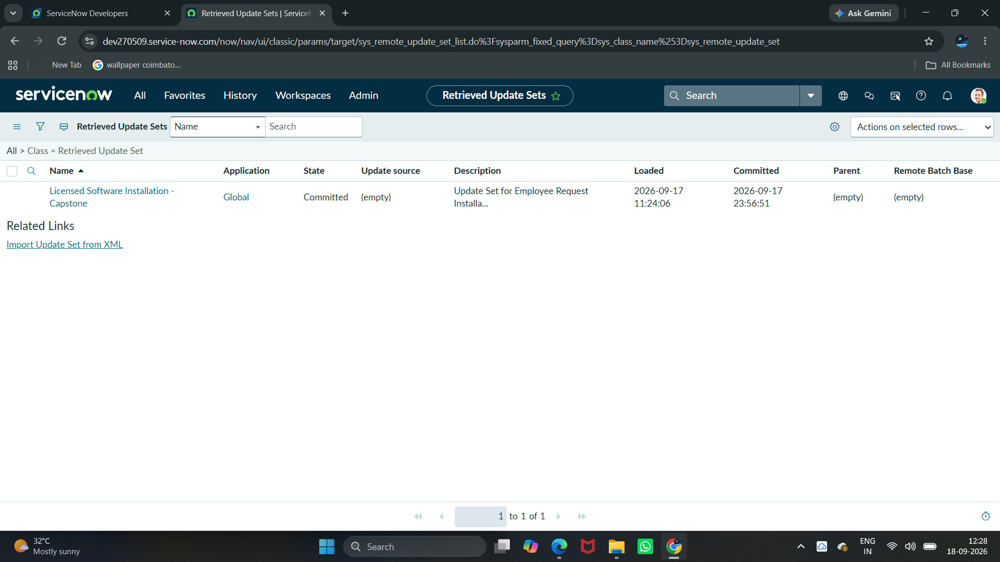 ServiceNow Developers
Retrieved Update Sets | Service
Ask Gemini
dev270509.service-now.com/now/nav/ui/classic/params/target/sys_remote_update_set_list.do%3Fsysparm_fixed_query%3Dsys_class_name%253Dsys_remote_update_set
New Tab
wallpaper coimbato...
All Bookmarks
servicenow
All
Favorites
History
Workspaces
Admin
Retrieved Update Sets
Search
Retrieved Update Sets
Name
Search
Actions on selected rows...
All > Class = Retrieved Update Set
Name
Application
State
Update source
Description
Loaded
Committed
Parent
Remote Batch Base
Licensed Software Installation -
Capstone
Global
Committed
(empty)
Update Set for Employee Request
Installa...
2026-09-17
11:24:06
2026-09-17
23:56:51
(empty)
(empty)
Related Links
Import Update Set from XML
1 to 1 of 1
32°C
Mostly sunny
Search
ENG
IN
12:28
18-09-2026